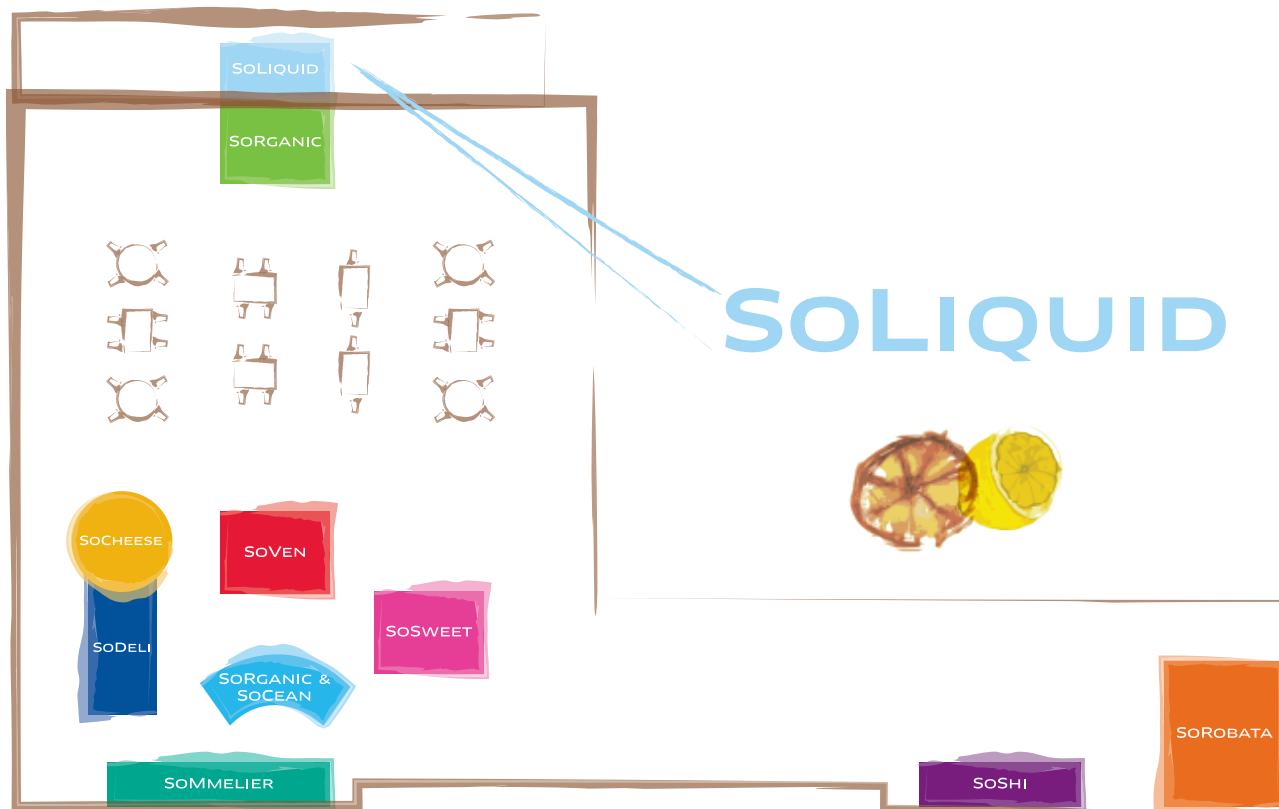 SoLiquid
SoRganic
SoLiquid
SoCheese
SoVen
SoSweet
SoDeli
SoRganic &
SoCean
SoRobata
SoMmelier
SoShi